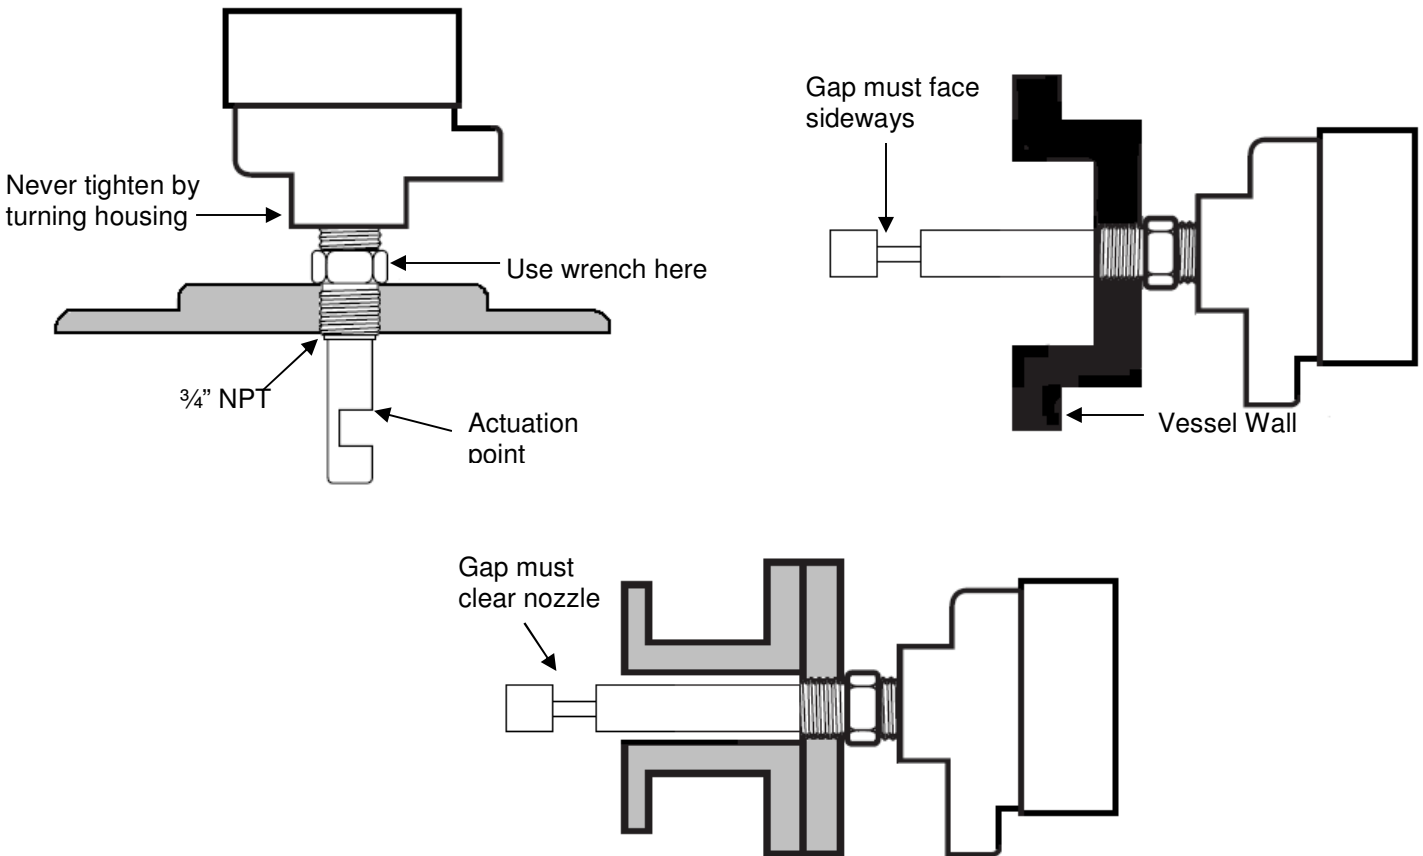 Gap must face
sideways
Never tighten by
turning housing
Use wrench here
¾” NPT
Actuation
point
Vessel Wall
Gap must
clear nozzle